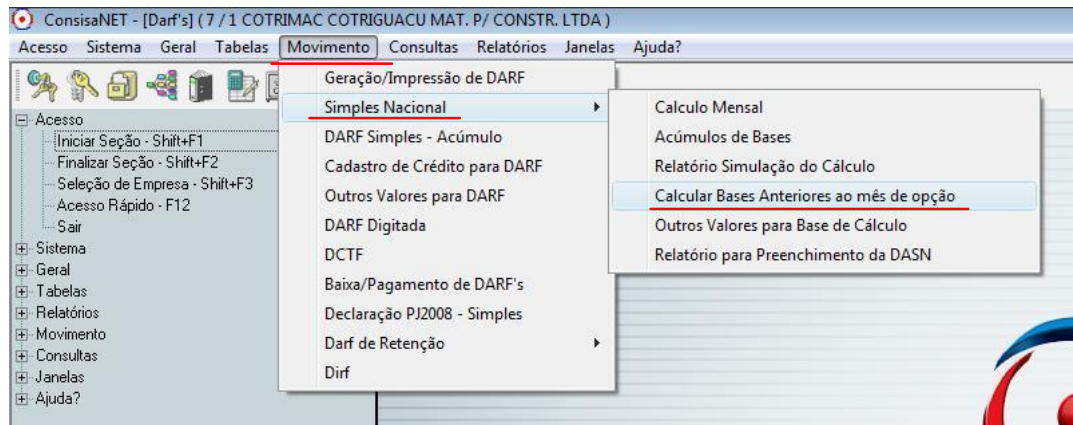 ConsisaNET - [Darf's] ( 7 / 1 COTRIMAC COTRIGUACU MAT. P/ CONSTR. LTDA )
Acesso Sistema Geral Tabelas Movimento Consultas Relatórios Janelas Ajuda?
Acesso
Iniciar Seção - Shift+F1
Finalizar Seção - Shift+F2
Seleção de Empresa - Shift+F3
Acesso Rápido - F12
Sair
Sistema
Geral
Tabelas
Relatórios
Movimento
Consultas
Janelas
Ajuda?
Geração/Impressão de DARF
Simples Nacional
DARF Simples - Acúmulo
Cadastro de Crédito para DARF
Outros Valores para DARF
DARF Digitada
DCTF
Baixa/Pagamento de DARF's
Declaração PJ2008 - Simples
Darf de Retenção
Dirf
Calculo Mensal
Acúmulos de Bases
Relatório Simulação do Cálculo
Calcular Bases Anteriores ao mês de opção
Outros Valores para Base de Cálculo
Relatório para Preenchimento da DASN